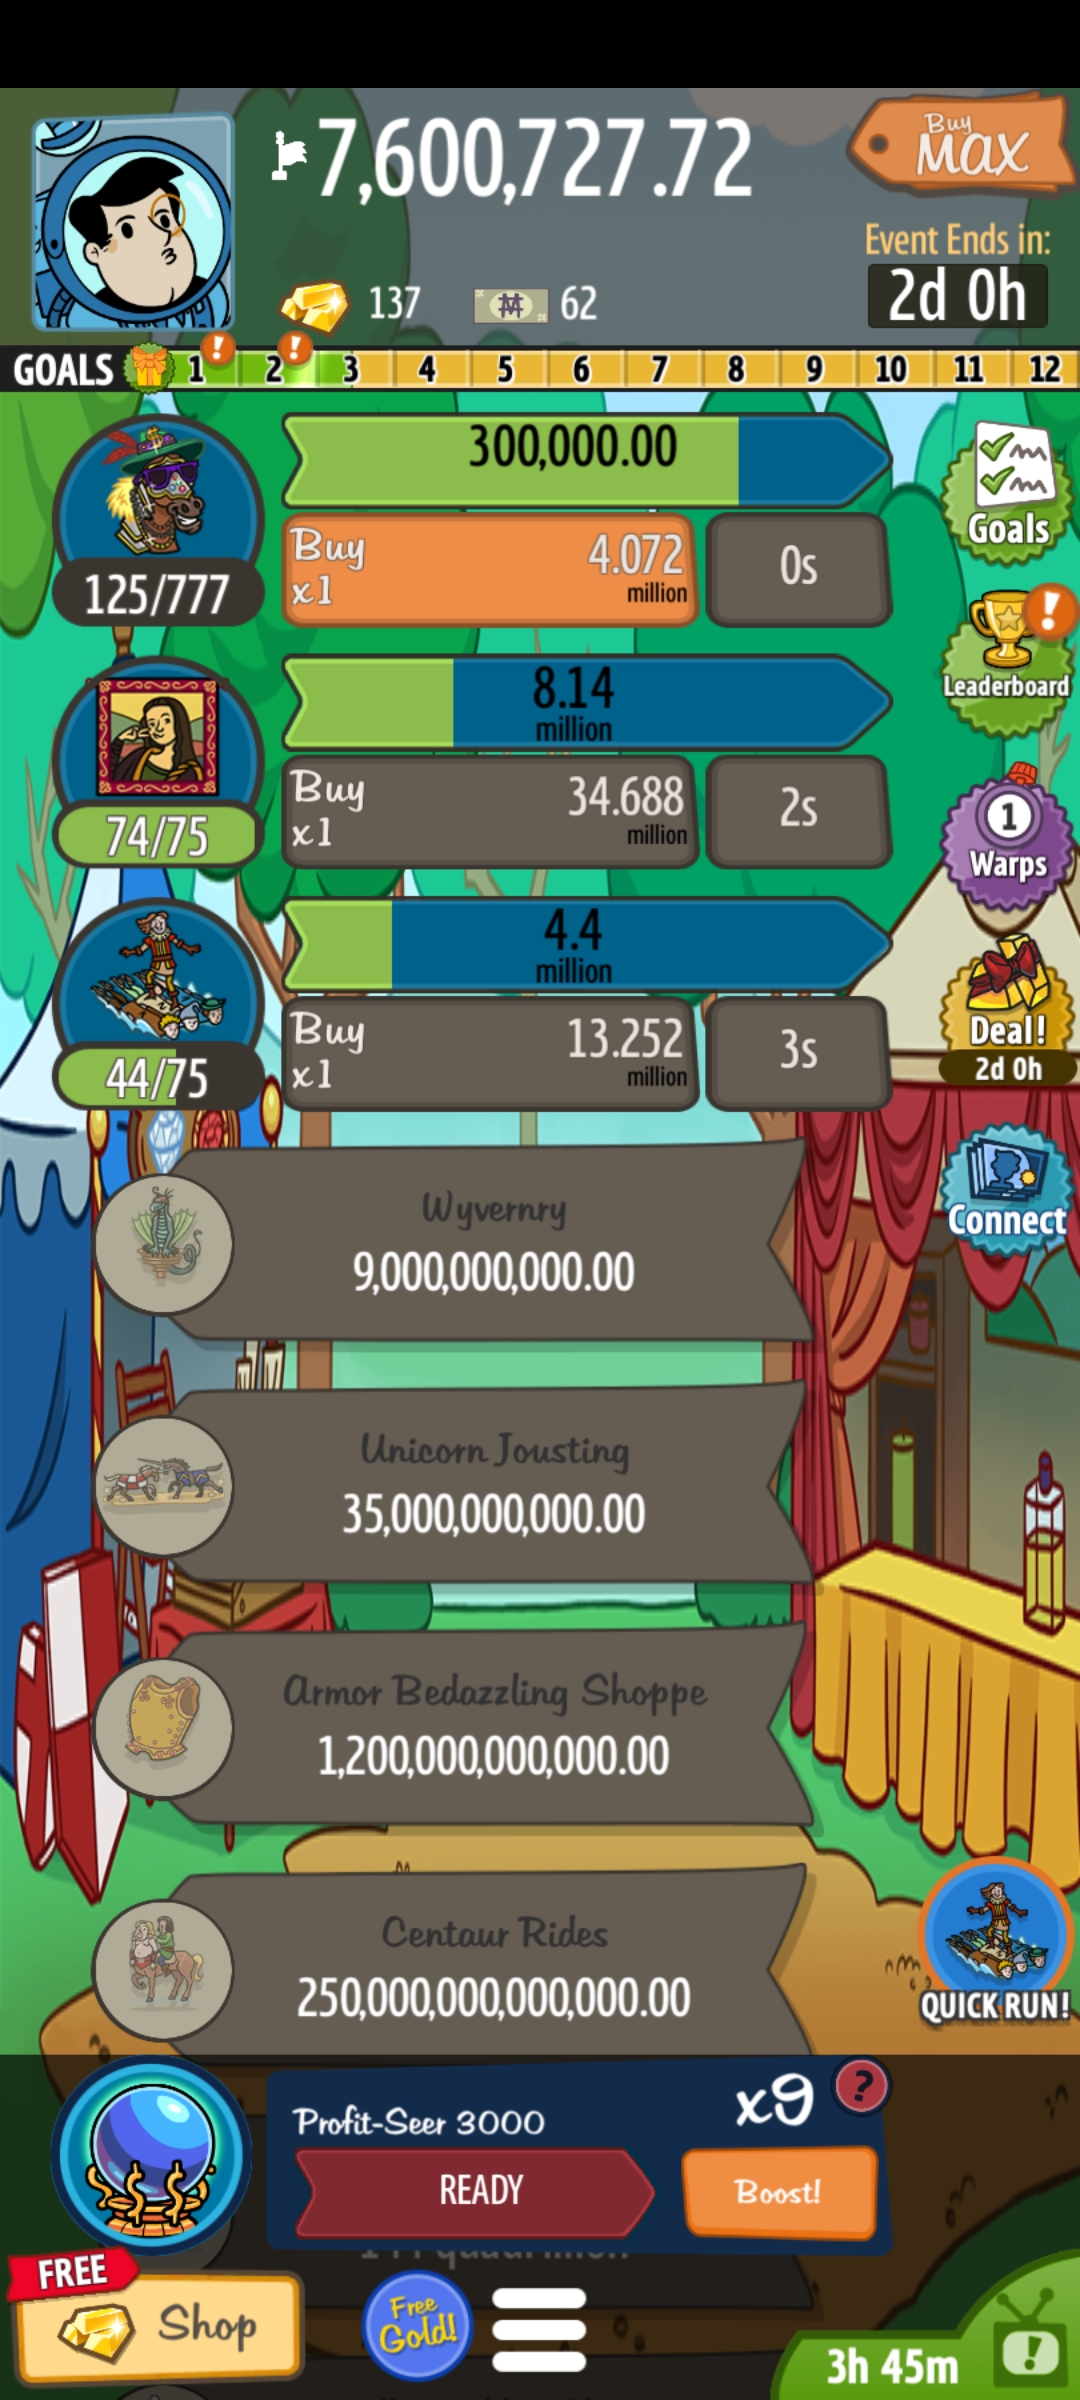 7,600,727.72
Buy
MAX
Event Ends in:
2d 0h
137
62
GOALS 1 ! 2 ! 3 4 5 6 7 8 9 10 11 12
300,000.00
Buy
x1
4.072
million
0s
125/777
Goals
8.14
million
Buy
x1
34.688
million
2s
74/75
!
Leaderboard
1
Warps
4.4
million
Buy
x1
13.252
million
3s
44/75
Deal!
2d 0h
Connect
Wyvernry
9,000,000,000.00
Unicorn Jousting
35,000,000,000.00
Armor Bedazzling Shoppe
1,200,000,000,000.00
Centaur Rides
250,000,000,000,000.00
QUICK RUN!
Profit-Seer 3000
x9
?
READY
Boost!
FREE
Shop
Free
Gold!
3h 45m
!